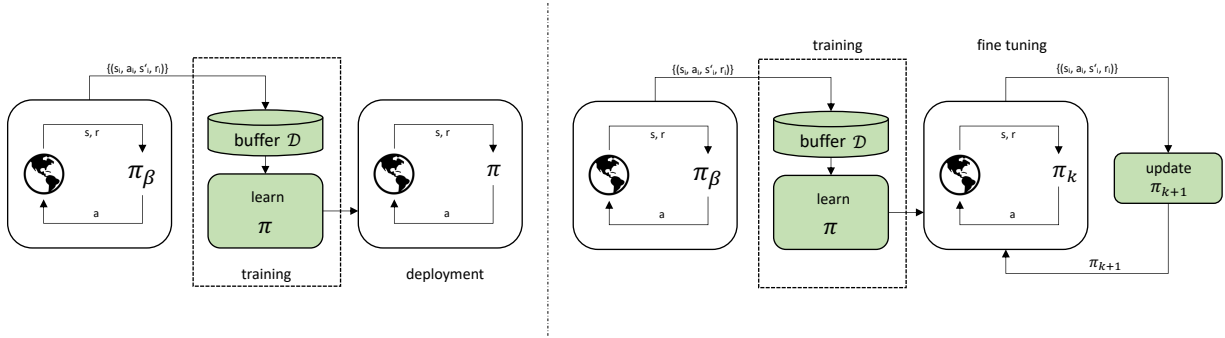 {(sᵢ, aᵢ, s'ᵢ, rᵢ)}
s, r
π_β
a
buffer 𝒟
learn
π
training
s, r
π
a
deployment
training
fine tuning
{(sᵢ, aᵢ, s'ᵢ, rᵢ)}
s, r
π_β
a
buffer 𝒟
learn
π
{(sᵢ, aᵢ, s'ᵢ, rᵢ)}
s, r
π_k
a
update
π_{k+1}
π_{k+1}